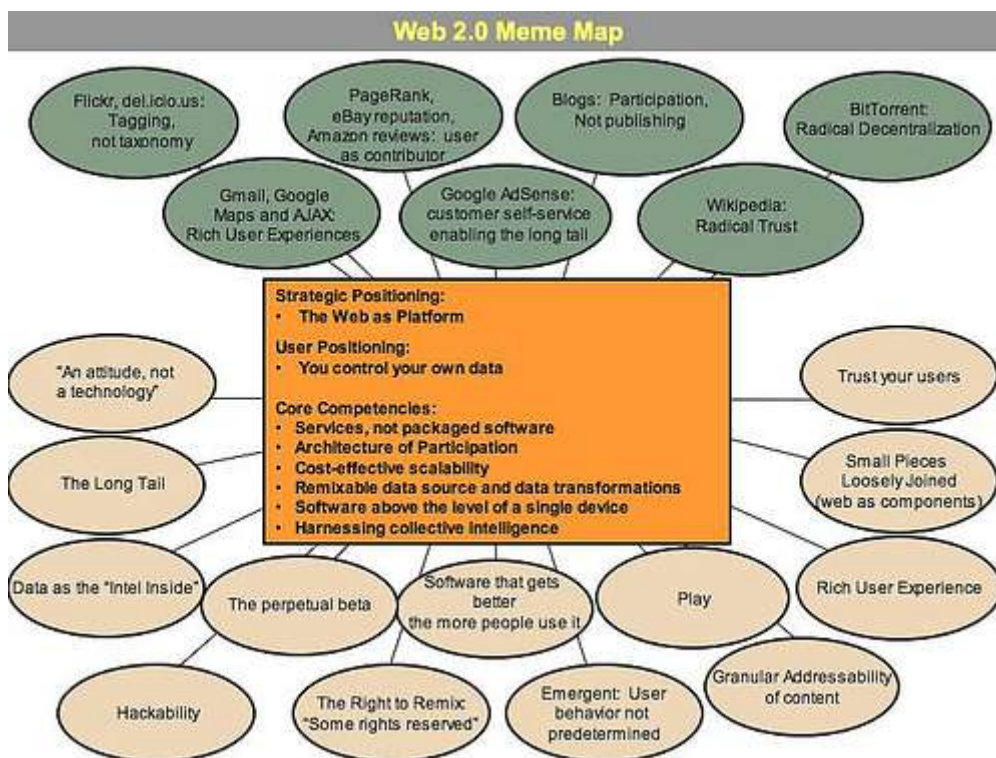 Web 2.0 Meme Map
Flickr, del.icio.us:
Tagging,
not taxonomy
PageRank,
eBay reputation,
Amazon reviews: user
as contributor
Blogs: Participation,
Not publishing
BitTorrent:
Radical Decentralization
Gmail, Google
Maps and AJAX:
Rich User Experiences
Google AdSense:
customer self-service
enabling the long tail
Wikipedia:
Radical Trust
Strategic Positioning:
• The Web as Platform
User Positioning:
• You control your own data
Core Competencies:
• Services, not packaged software
• Architecture of Participation
• Cost-effective scalability
• Remixable data source and data transformations
• Software above the level of a single device
• Harnessing collective intelligence
"An attitude, not
a technology"
Trust your users
The Long Tail
Small Pieces
Loosely Joined
(web as components)
Data as the "Intel Inside"
The perpetual beta
Software that gets
better
the more people use it
Play
Rich User Experience
Hackability
The Right to Remix:
"Some rights reserved"
Emergent: User
behavior not
predetermined
Granular Addressability
of content